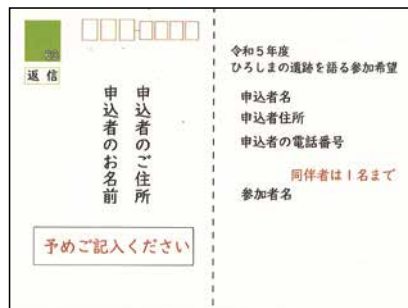 返信
申込者のご住所
申込者のお名前
予めご記入ください
令和5年度
ひろしまの遺跡を語る参加希望
申込者名
申込者住所
申込者の電話番号
同伴者は1名まで
参加者名